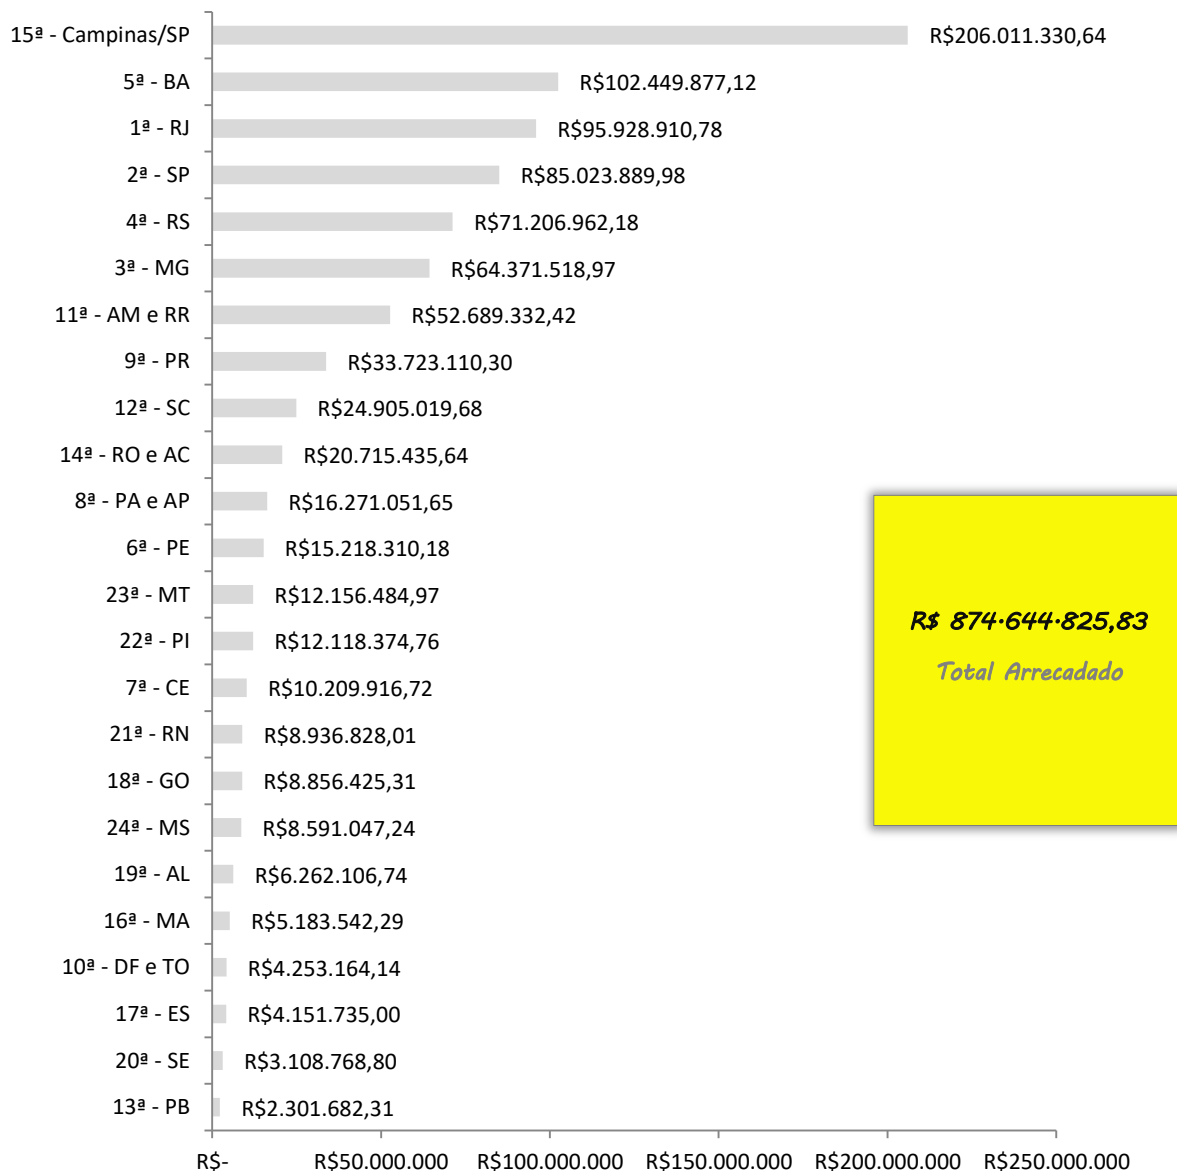 15ª - Campinas/SP R$206.011.330,64
5ª - BA R$102.449.877,12
1ª - RJ R$95.928.910,78
2ª - SP R$85.023.889,98
4ª - RS R$71.206.962,18
3ª - MG R$64.371.518,97
11ª - AM e RR R$52.689.332,42
9ª - PR R$33.723.110,30
12ª - SC R$24.905.019,68
14ª - RO e AC R$20.715.435,64
8ª - PA e AP R$16.271.051,65
6ª - PE R$15.218.310,18
23ª - MT R$12.156.484,97
22ª - PI R$12.118.374,76
7ª - CE R$10.209.916,72
21ª - RN R$8.936.828,01
18ª - GO R$8.856.425,31
24ª - MS R$8.591.047,24
19ª - AL R$6.262.106,74
16ª - MA R$5.183.542,29
10ª - DF e TO R$4.253.164,14
17ª - ES R$4.151.735,00
20ª - SE R$3.108.768,80
13ª - PB R$2.301.682,31
R$- R$50.000.000 R$100.000.000 R$150.000.000 R$200.000.000 R$250.000.000
R$ 874.644.825,83
Total Arrecadado